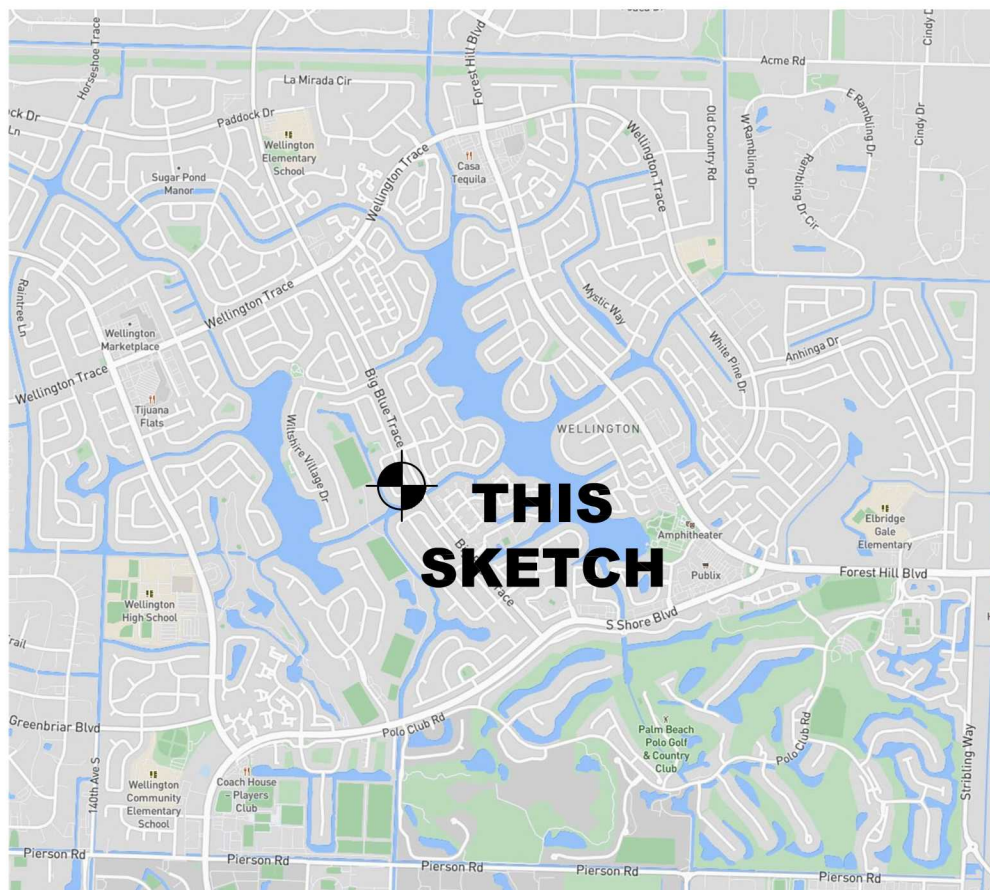 Horseshoe Trace
Forest Hill Blvd
Acme Rd
Cindy D
La Mirada Cir
Paddock Dr
ck Dr
Ln
Wellington
Elementary
School
Sugar Pond
Manor
Wellington Trace
Casa
Tequila
Wellington Trace
Old Country Rd
W Rambling Dr
E Rambling Dr
Rambling Dr Cir
Cindy Dr
Raintree Ln
Wellington
Marketplace
Wellington Trace
Wellington Trace
Mystic Way
White Pine Dr
Anhinga Dr
Tijuana
Flats
Big Blue Trace
Wiltshire Village Dr
WELLINGTON
THIS
SKETCH
Amphitheater
Publix
Elbridge
Gale
Elementary
Forest Hill Blvd
S Shore Blvd
Wellington
High School
rail
Greenbriar Blvd
140th Ave S
Polo Club Rd
Palm Beach
Polo Golf
& Country
Club
Polo Club Rd
Stribling Way
Wellington
Community
Elementary
School
Coach House
- Players
Club
Pierson Rd
Pierson Rd
Pierson Rd
Pierson Rd
Pierson Rd